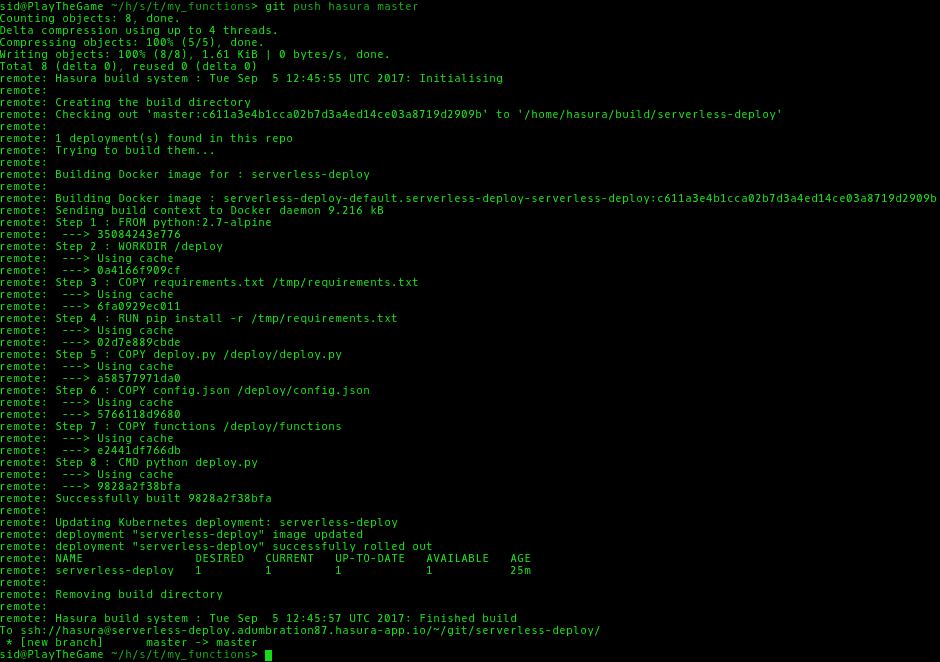 sid@PlayTheGame ~/h/s/t/my_functions> git push hasura master
Counting objects: 8, done.
Delta compression using up to 4 threads.
Compressing objects: 100% (5/5), done.
Writing objects: 100% (8/8), 1.61 KiB | 0 bytes/s, done.
Total 8 (delta 0), reused 0 (delta 0)
remote: Hasura build system : Tue Sep  5 12:45:55 UTC 2017: Initialising
remote:
remote: Creating the build directory
remote: Checking out 'master:c611a3e4b1cca02b7d3a4ed14ce03a8719d2909b' to '/home/hasura/build/serverless-deploy'
remote:
remote: 1 deployment(s) found in this repo
remote: Trying to build them...
remote:
remote: Building Docker image for : serverless-deploy
remote:
remote: Building Docker image : serverless-deploy-default.serverless-deploy-serverless-deploy:c611a3e4b1cca02b7d3a4ed14ce03a8719d2909b
remote: Sending build context to Docker daemon 9.216 kB
remote: Step 1 : FROM python:2.7-alpine
remote:  ---> 35084243e776
remote: Step 2 : WORKDIR /deploy
remote:  ---> Using cache
remote:  ---> 0a4166f909cf
remote: Step 3 : COPY requirements.txt /tmp/requirements.txt
remote:  ---> Using cache
remote:  ---> 6fa0929ec011
remote: Step 4 : RUN pip install -r /tmp/requirements.txt
remote:  ---> Using cache
remote:  ---> 02d7e889cbde
remote: Step 5 : COPY deploy.py /deploy/deploy.py
remote:  ---> Using cache
remote:  ---> a58577971da0
remote: Step 6 : COPY config.json /deploy/config.json
remote:  ---> Using cache
remote:  ---> 5766118d9680
remote: Step 7 : COPY functions /deploy/functions
remote:  ---> Using cache
remote:  ---> e2441df766db
remote: Step 8 : CMD python deploy.py
remote:  ---> Using cache
remote:  ---> 9828a2f38bfa
remote: Successfully built 9828a2f38bfa
remote:
remote: Updating Kubernetes deployment: serverless-deploy
remote: deployment "serverless-deploy" image updated
remote: deployment "serverless-deploy" successfully rolled out
remote: NAME                DESIRED   CURRENT   UP-TO-DATE   AVAILABLE   AGE
remote: serverless-deploy   1         1         1            1           25m
remote:
remote: Removing build directory
remote:
remote: Hasura build system : Tue Sep  5 12:45:57 UTC 2017: Finished build
To ssh://hasura@serverless-deploy.adumbration87.hasura-app.io/~/git/serverless-deploy/
 * [new branch]      master -> master
sid@PlayTheGame ~/h/s/t/my_functions>